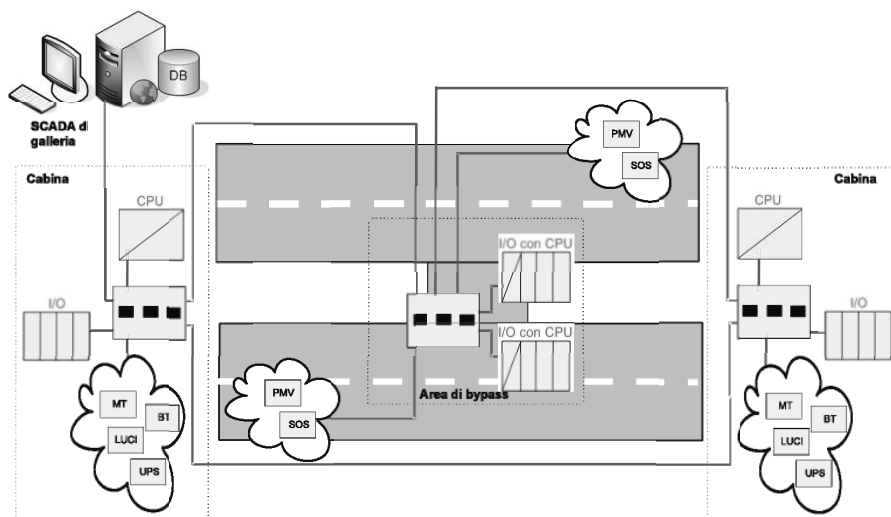 DB
SCADA di
galleria
Cabina
CPU
I/O
MT
BT
LUCI
UPS
PMV
SOS
I/O con CPU
I/O con CPU
Area di bypass
PMV
SOS
Cabina
CPU
I/O
MT
BT
LUCI
UPS